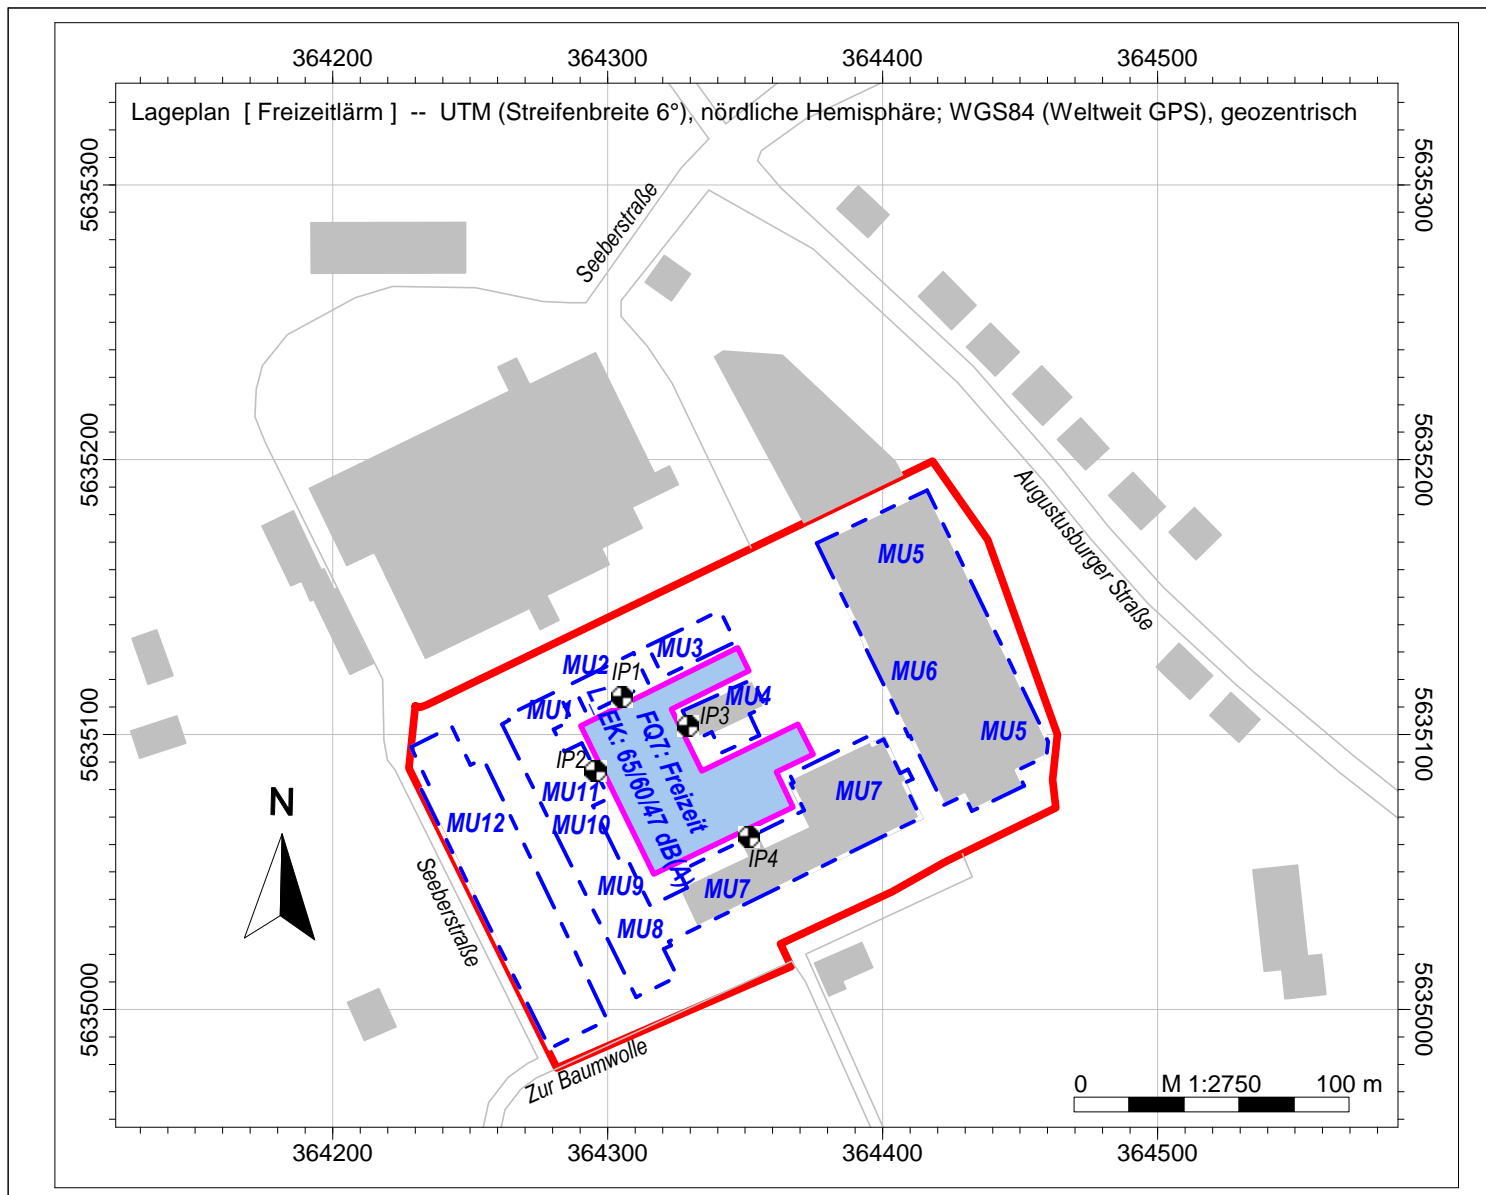 364200 364300 364400 364500
Lageplan [ Freizeitlärm ] -- UTM (Streifenbreite 6°), nördliche Hemisphäre; WGS84 (Weltweit GPS), geozentrisch
5635300
5635300
Seeberstraße
5635200
5635200
Augustusburger Straße
MU5
MU3
MU2
IP1
MU6
MU4
MU1
IP3
FQ7: Freizeit
LEK: 65/60/47 dB(A)
MU5
5635100
5635100
IP2
MU11
MU7
MU12
MU10
IP4
MU9
MU7
Seeberstraße
MU8
N
5635000
5635000
Zur Baumwolle
0 M 1:2750 100 m
364200 364300 364400 364500